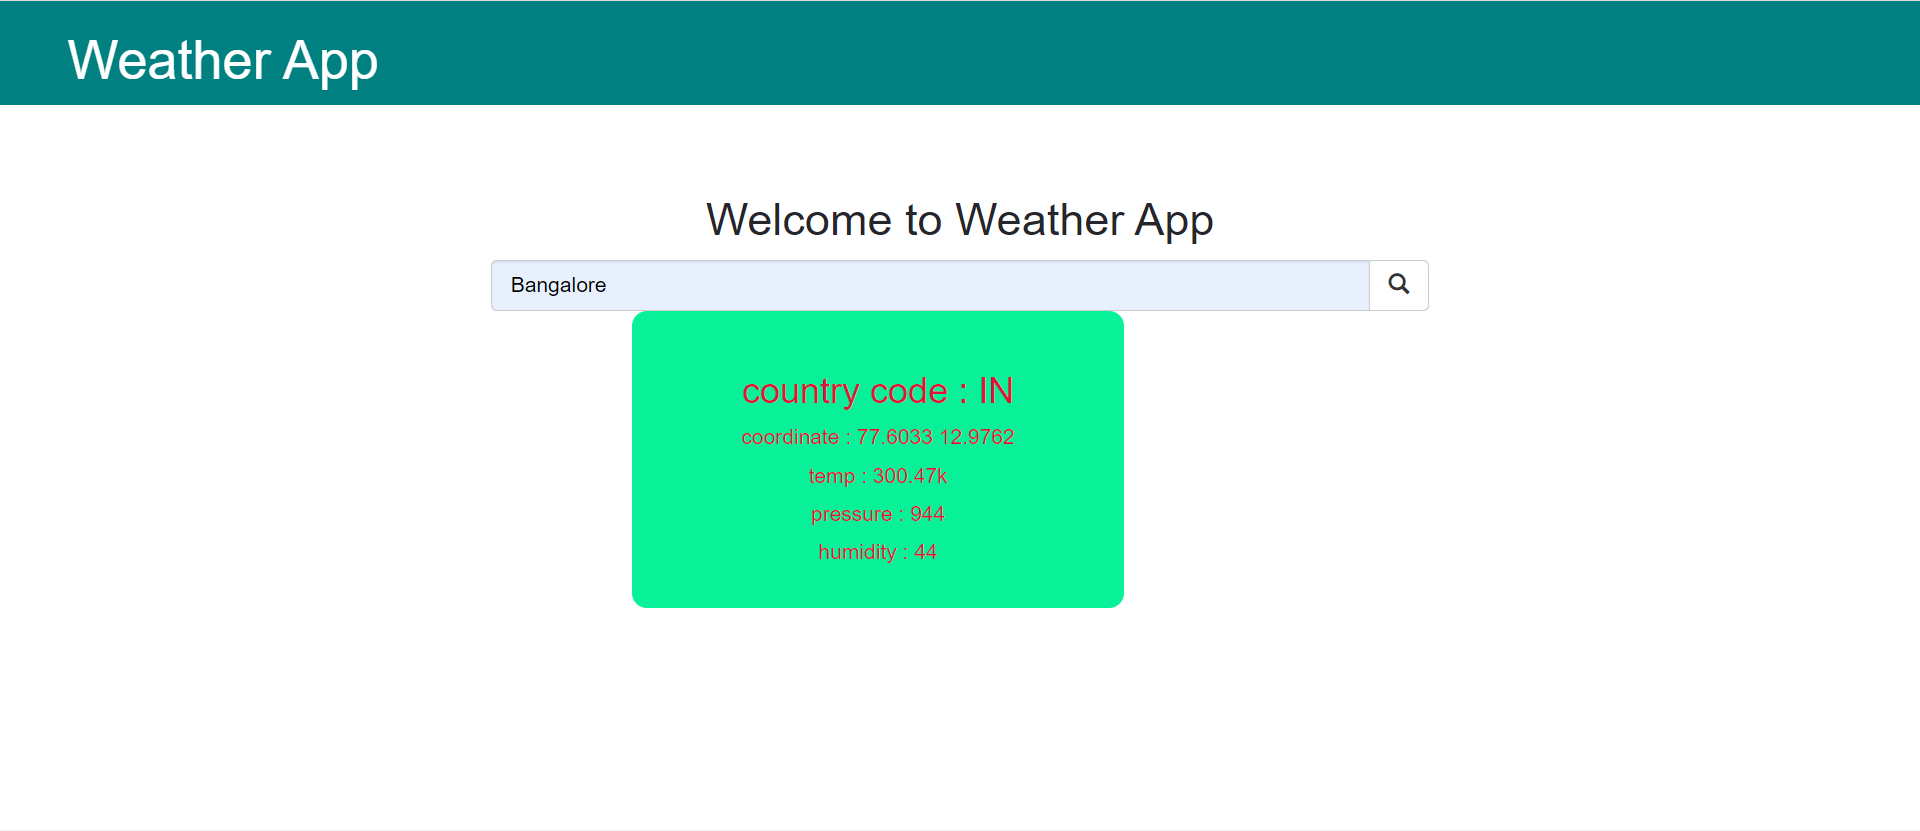 Weather App
Welcome to Weather App
Bangalore
country code : IN
coordinate : 77.6033 12.9762
temp : 300.47k
pressure : 944
humidity : 44